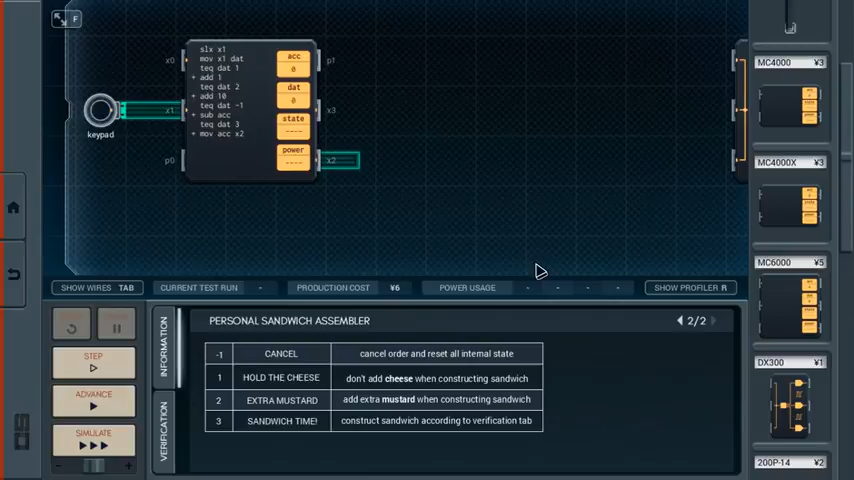 F
x0
x1
p0
keypad
slx x1
mov x1 dat
teq dat 1
+ add 1
teq dat 2
+ add 10
teq dat -1
+ sub acc
teq dat 3
+ mov acc x2
acc
0
dat
0
state
----
power
----
p1
x3
x2
¥3
MC4000
¥3
MC4000X
¥3
MC6000
¥5
DX300
¥1
200P-14
¥2
SHOW WIRES TAB
CURRENT TEST RUN -
PRODUCTION COST ¥6
POWER USAGE - - - -
SHOW PROFILER R
STEP
ADVANCE
SIMULATE
- +
INFORMATION
VERIFICATION
PERSONAL SANDWICH ASSEMBLER
2/2
-1 CANCEL cancel order and reset all internal state
1 HOLD THE CHEESE don't add cheese when constructing sandwich
2 EXTRA MUSTARD add extra mustard when constructing sandwich
3 SANDWICH TIME! construct sandwich according to verification tab